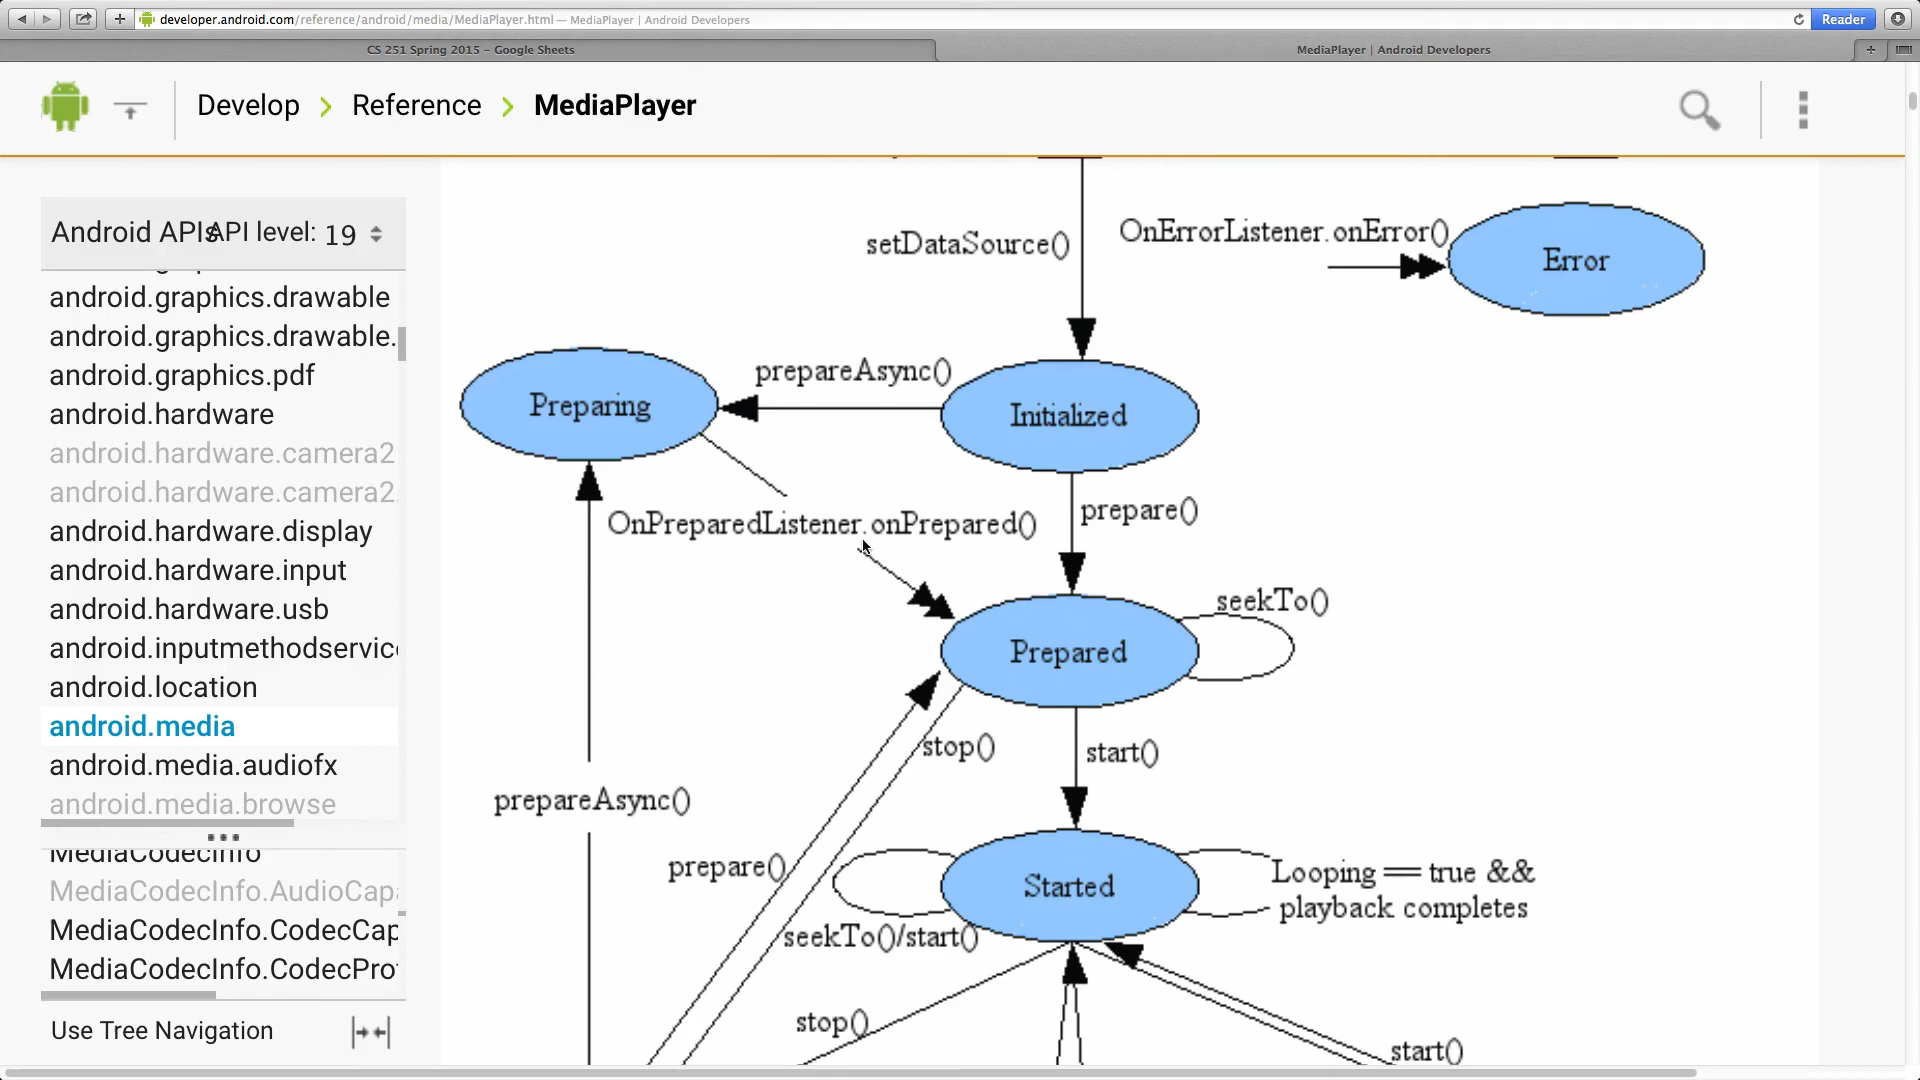 developer.android.com/reference/android/media/MediaPlayer.html — MediaPlayer | Android Developers
Reader
CS 251 Spring 2015 – Google Sheets
MediaPlayer | Android Developers
Develop > Reference > MediaPlayer
Android APIs
API level: 19
android.graphics.drawable
android.graphics.drawable.
android.graphics.pdf
android.hardware
android.hardware.camera2
android.hardware.camera2.
android.hardware.display
android.hardware.input
android.hardware.usb
android.inputmethodservice
android.location
android.media
android.media.audiofx
android.media.browse
MediaCodecInfo
MediaCodecInfo.AudioCapa
MediaCodecInfo.CodecCap
MediaCodecInfo.CodecPro
Use Tree Navigation
setDataSource()
OnErrorListener.onError()
Error
Preparing
prepareAsync()
Initialized
OnPreparedListener.onPrepared()
prepare()
Prepared
seekTo()
stop()
start()
prepareAsync()
prepare()
Started
Looping == true &&
playback completes
seekTo()/start()
stop()
start()